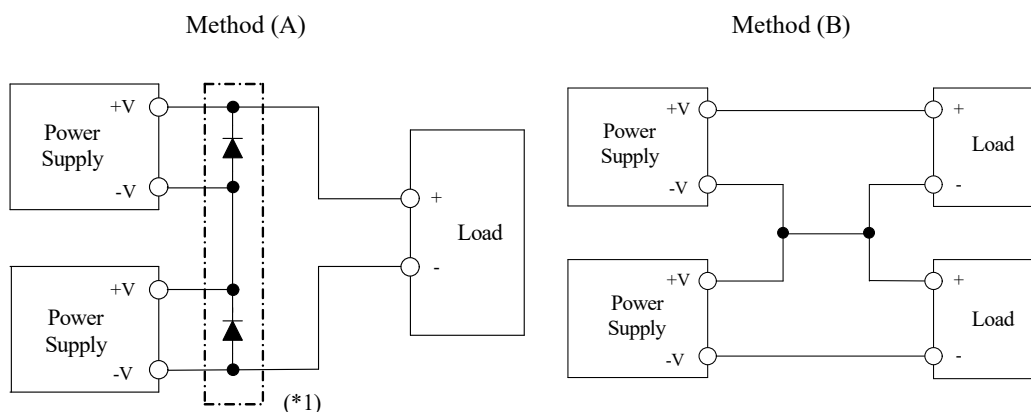 Method (A)
+V
Power
Supply
-V
+V
Power
Supply
-V
+
Load
-
(*1)
Method (B)
+V
Power
Supply
-V
+
Load
-
+V
Power
Supply
-V
+
Load
-